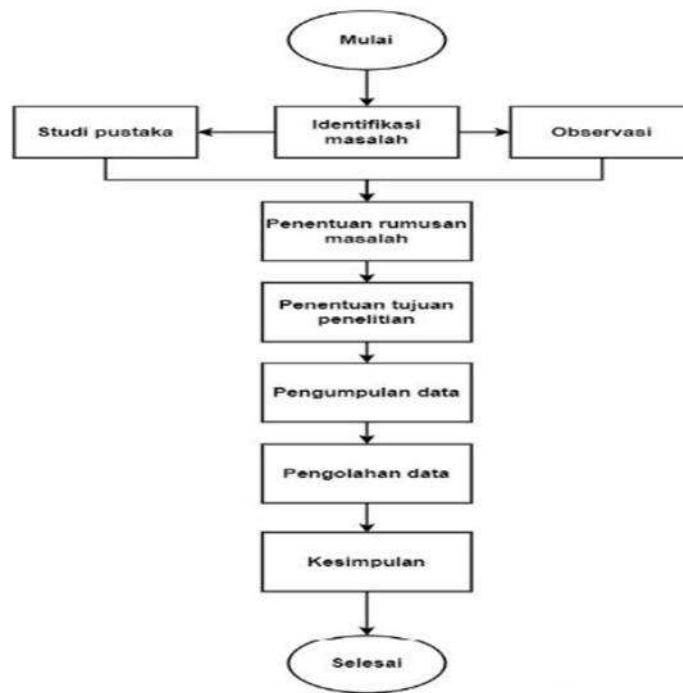 Mulai
Studi pustaka
Identifikasi
masalah
Observasi
Penentuan rumusan
masalah
Penentuan tujuan
penelitian
Pengumpulan data
Pengolahan data
Kesimpulan
Selesai